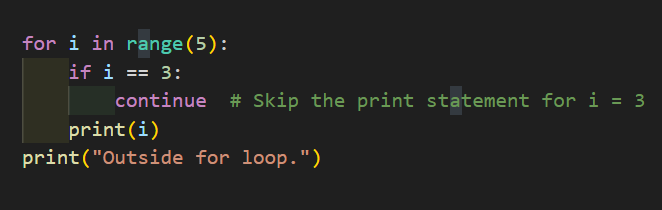 for i in range(5):
    if i == 3:
        continue  # Skip the print statement for i = 3
    print(i)
print("Outside for loop.")